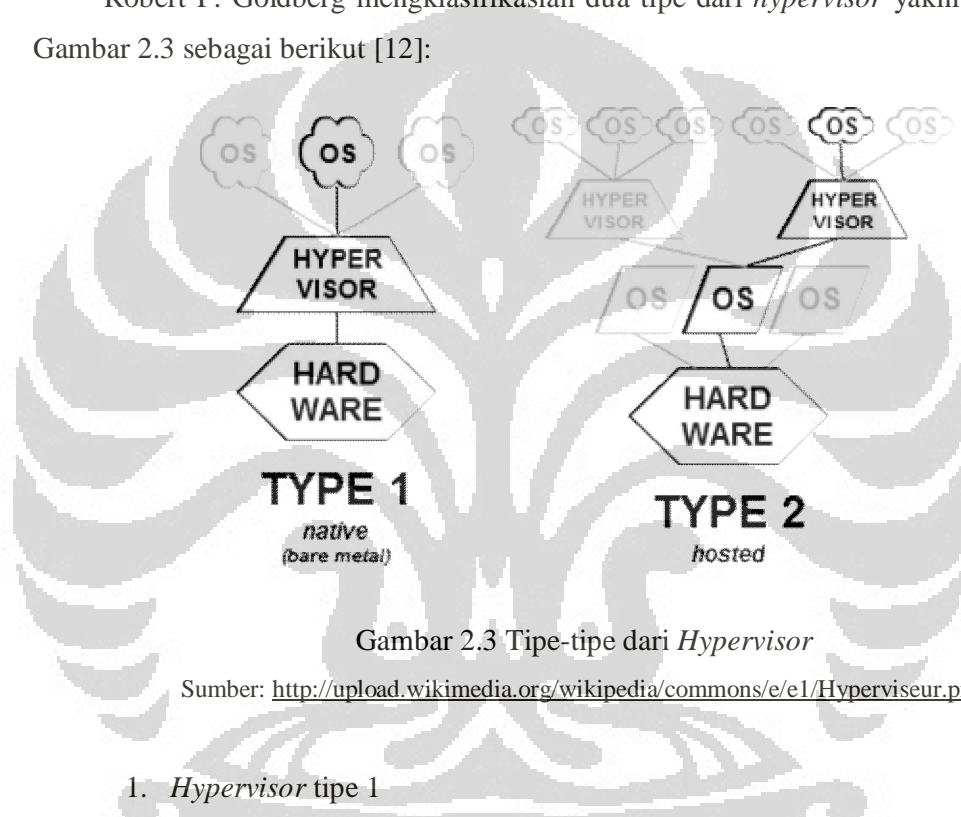 Robert P. Goldberg mengklasifikasian dua tipe dari hypervisor yakni
Gambar 2.3 sebagai berikut [12]:
OS OS OS
HYPER
VISOR
HARD
WARE
TYPE 1
native
(bare metal)
OS OS OS OS OS OS
HYPER
VISOR
HYPER
VISOR
OS OS OS
HARD
WARE
TYPE 2
hosted
Gambar 2.3 Tipe-tipe dari Hypervisor
Sumber: http://upload.wikimedia.org/wikipedia/commons/e/e1/Hyperviseur.p
1. Hypervisor tipe 1